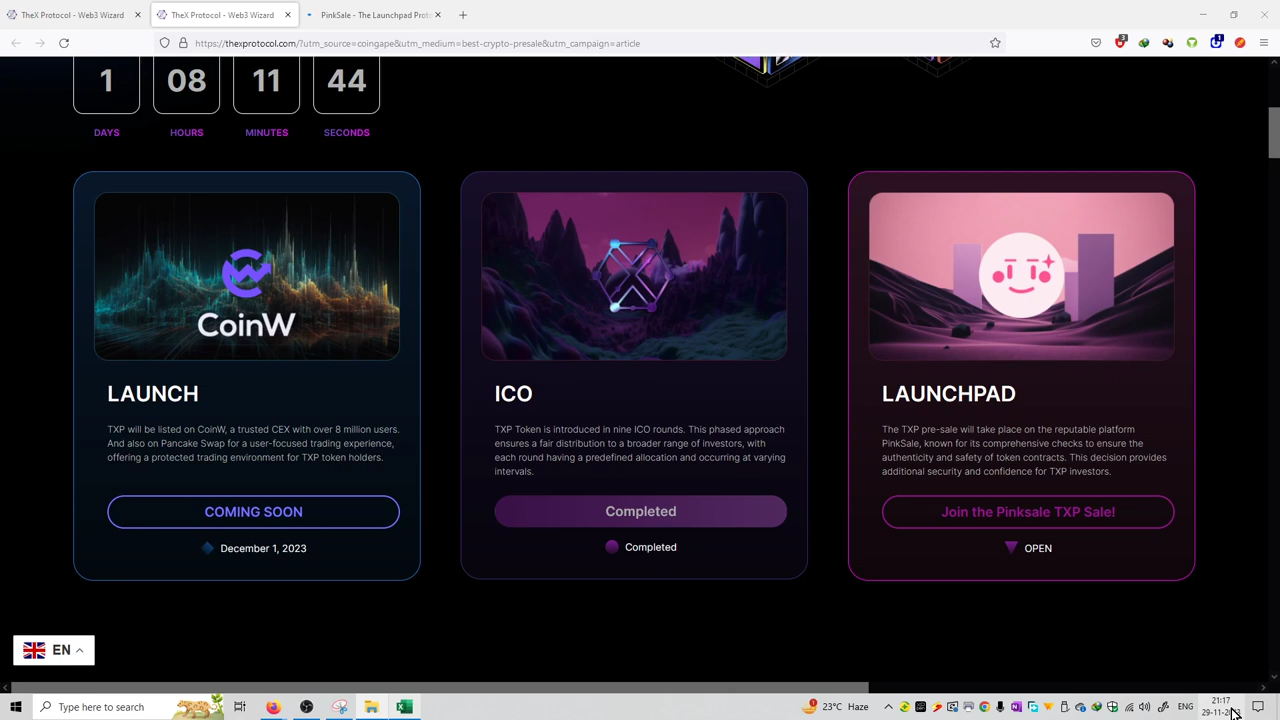 TheX Protocol - Web3 Wizard
TheX Protocol - Web3 Wizard
PinkSale - The Launchpad Prot
https://thexprotocol.com/?utm_source=coingape&utm_medium=best-crypto-presale&utm_campaign=article
3
1
1
08
11
44
DAYS
HOURS
MINUTES
SECONDS
CoinW
LAUNCH
TXP will be listed on CoinW, a trusted CEX with over 8 million users.
And also on Pancake Swap for a user-focused trading experience,
offering a protected trading environment for TXP token holders.
COMING SOON
December 1, 2023
ICO
TXP Token is introduced in nine ICO rounds. This phased approach
ensures a fair distribution to a broader range of investors, with
each round having a predefined allocation and occurring at varying
intervals.
Completed
Completed
LAUNCHPAD
The TXP pre-sale will take place on the reputable platform
PinkSale, known for its comprehensive checks to ensure the
authenticity and safety of token contracts. This decision provides
additional security and confidence for TXP investors.
Join the Pinksale TXP Sale!
OPEN
EN
Type here to search
23°C Haze
ENG
21:17